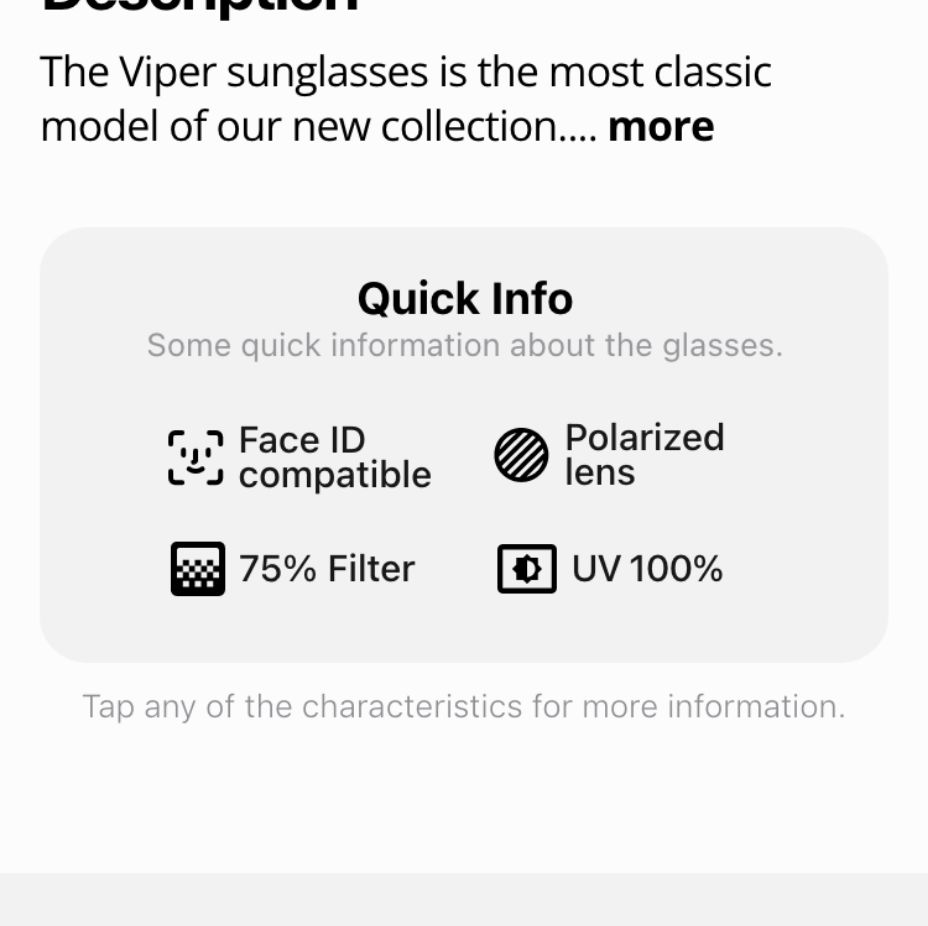 Description
The Viper sunglasses is the most classic
model of our new collection.... more
Quick Info
Some quick information about the glasses.
Face ID
compatible
Polarized
lens
75% Filter
UV 100%
Tap any of the characteristics for more information.